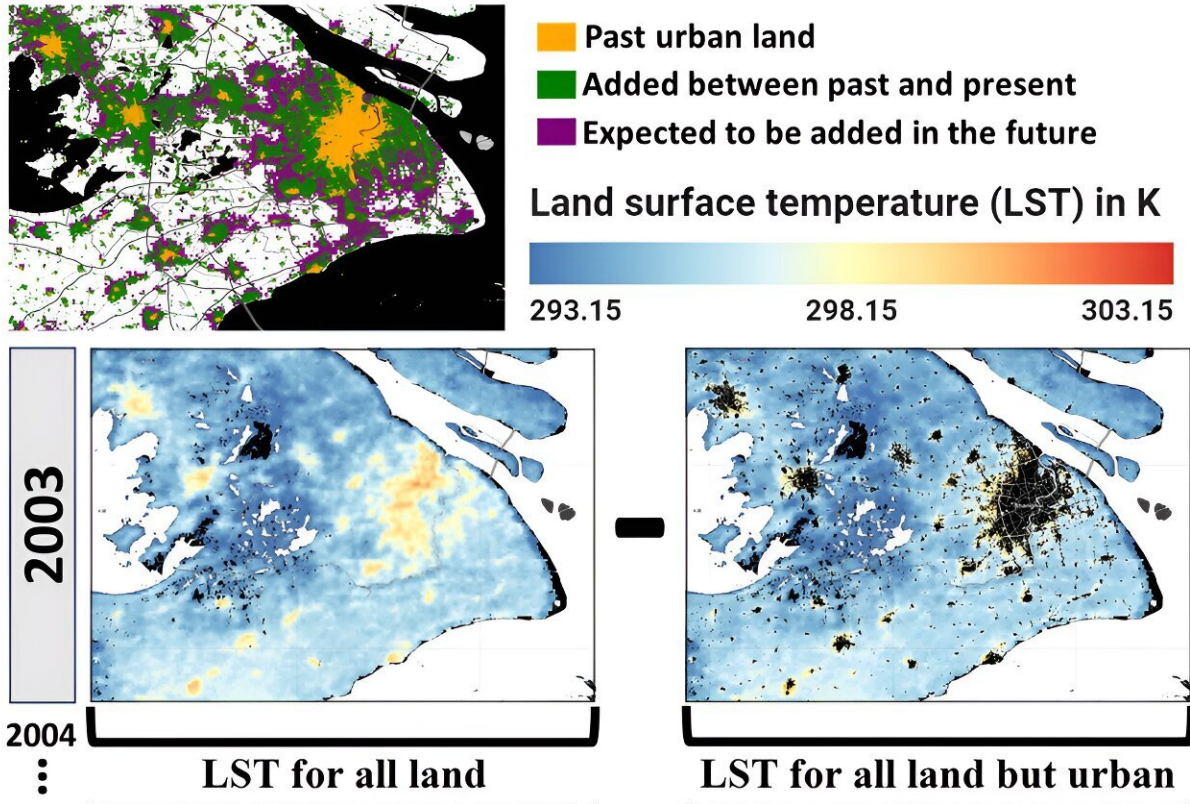 Past urban land
Added between past and present
Expected to be added in the future
Land surface temperature (LST) in K
293.15 298.15 303.15
2003
2004
LST for all land
LST for all land but urban